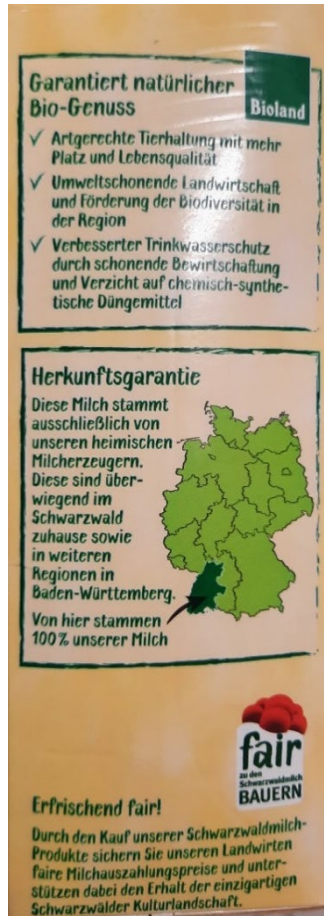 Garantiert natürlicher
Bio-Genuss
Bioland
✓ Artgerechte Tierhaltung mit mehr
Platz und Lebensqualität
✓ Umweltschonende Landwirtschaft
und Förderung der Biodiversität in
der Region
✓ Verbesserter Trinkwasserschutz
durch schonende Bewirtschaftung
und Verzicht auf chemisch-synthe-
tische Düngemittel
Herkunftsgarantie
Diese Milch stammt
ausschließlich von
unseren heimischen
Milcherzeugern.
Diese sind über-
wiegend im
Schwarzwald
zuhause sowie
in weiteren
Regionen in
Baden-Württemberg.
Von hier stammen
100% unserer Milch
fair
zu den
Schwarzwaldmilch
BAUERN
Erfrischend fair!
Durch den Kauf unserer Schwarzwaldmilch-
Produkte sichern Sie unseren Landwirten
faire Milchauszahlungspreise und unter-
stützen dabei den Erhalt der einzigartigen
Schwarzwälder Kulturlandschaft.